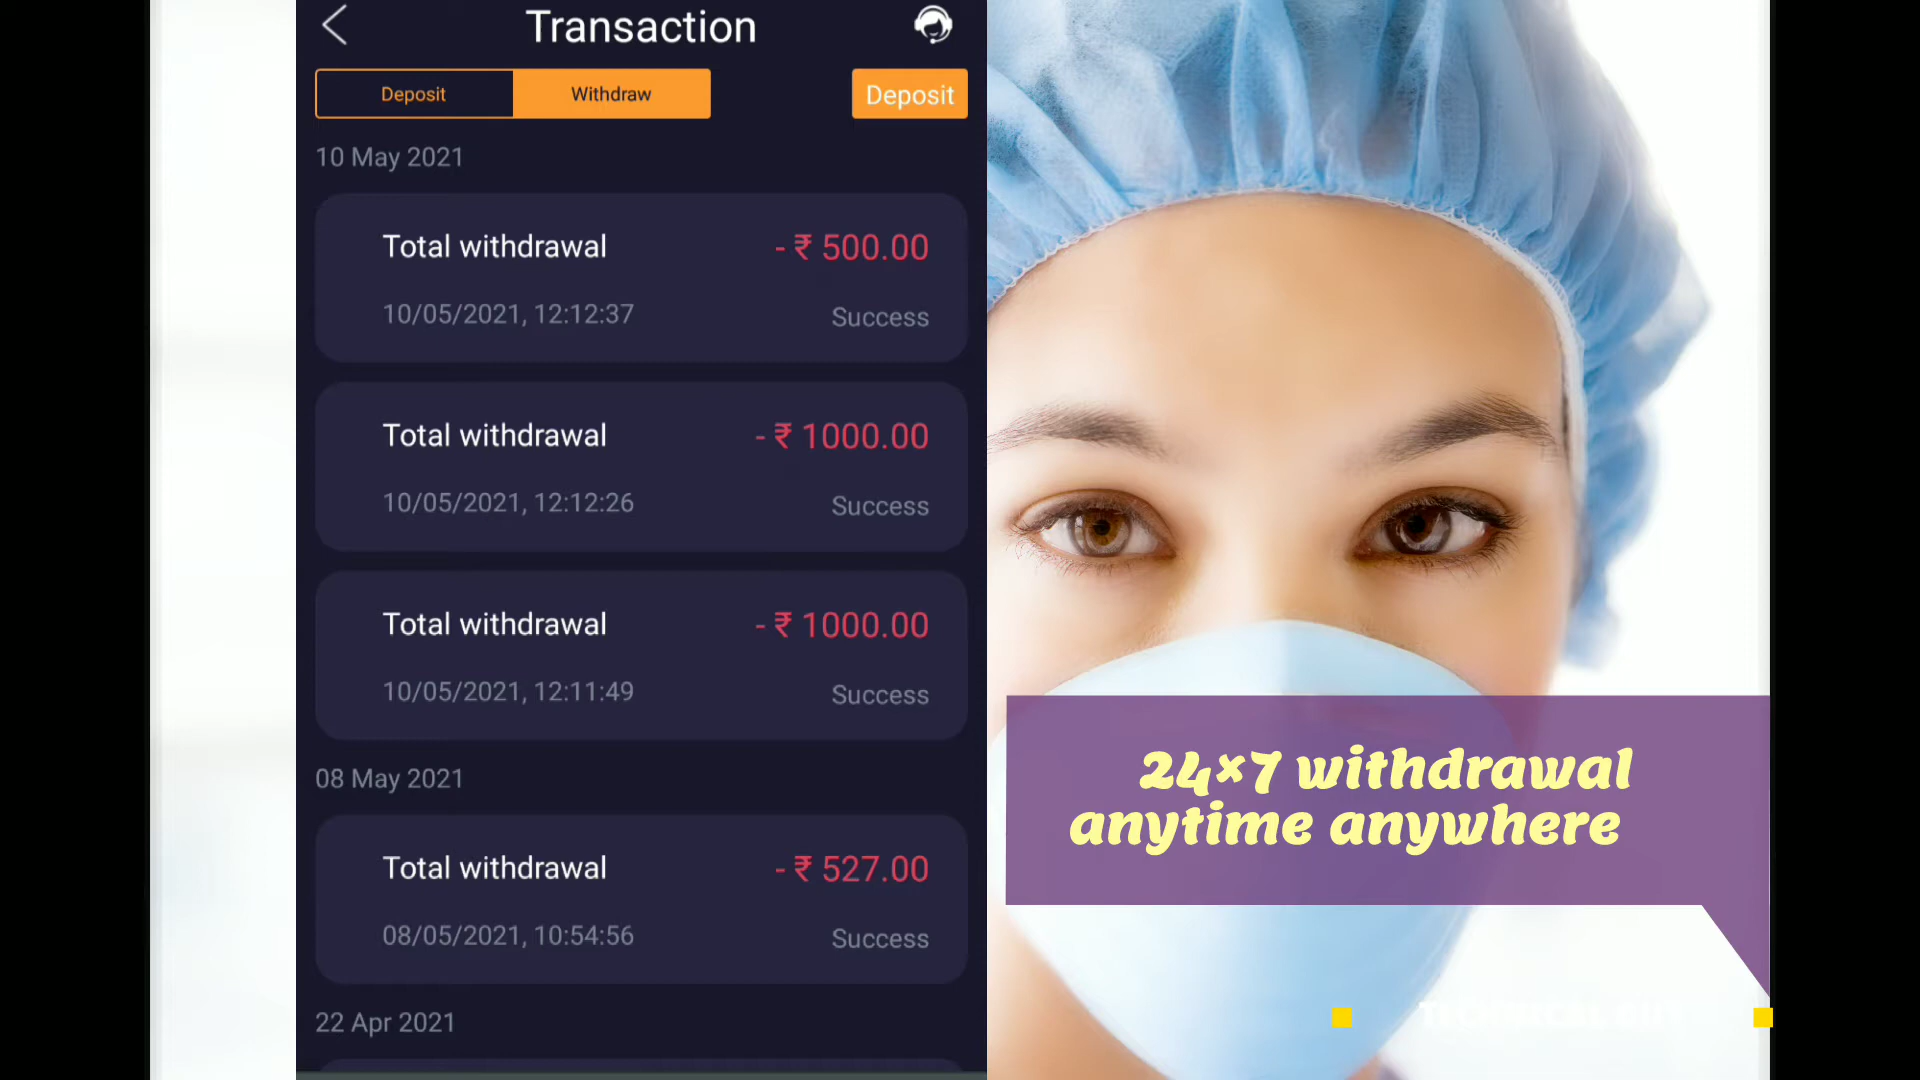 Transaction
Deposit
Withdraw
Deposit
10 May 2021
Total withdrawal
- ₹ 500.00
10/05/2021, 12:12:37
Success
Total withdrawal
- ₹ 1000.00
10/05/2021, 12:12:26
Success
Total withdrawal
- ₹ 1000.00
10/05/2021, 12:11:49
Success
08 May 2021
Total withdrawal
- ₹ 527.00
08/05/2021, 10:54:56
Success
22 Apr 2021
24×7 withdrawal
anytime anywhere